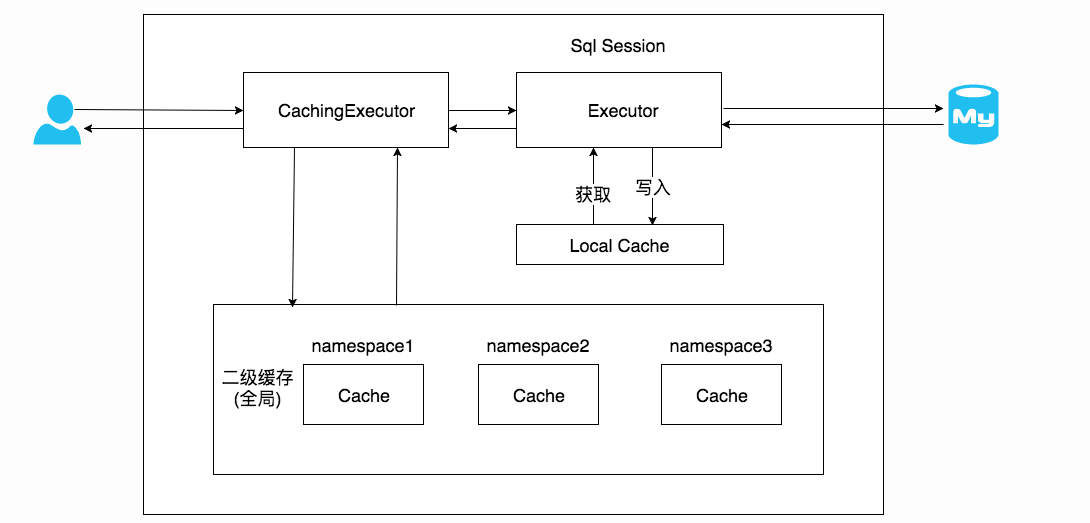 Sql Session
CachingExecutor
Executor
My
获取
写入
Local Cache
namespace1
namespace2
namespace3
二级缓存
(全局)
Cache
Cache
Cache